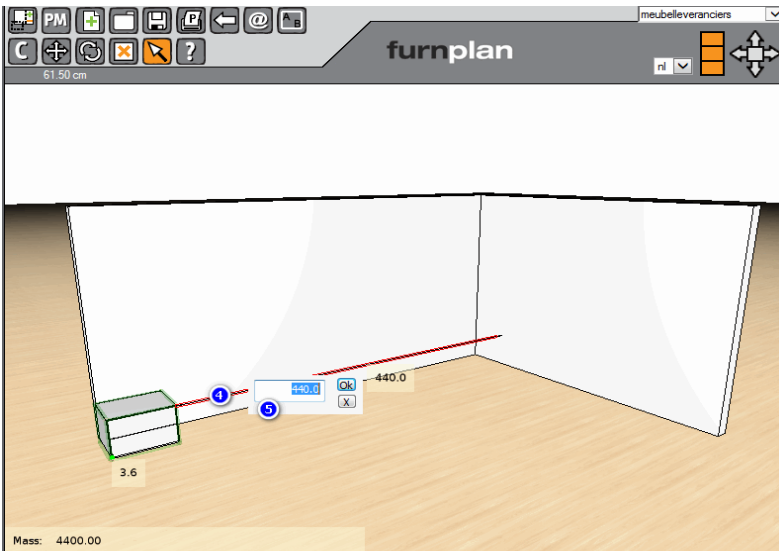 meubelleveranciers
PM
P
@
A B
C
?
furnplan
nl
61.50 cm
4
440.0
Ok
440.0
5
X
3.6
Mass: 4400.00